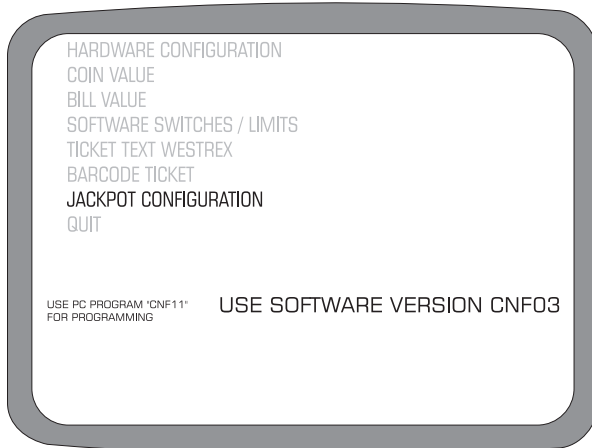 HARDWARE CONFIGURATION
COIN VALUE
BILL VALUE
SOFTWARE SWITCHES / LIMITS
TICKET TEXT WESTREX
BARCODE TICKET
JACKPOT CONFIGURATION
QUIT
USE PC PROGRAM "CNF11"
FOR PROGRAMMING
USE SOFTWARE VERSION CNF03